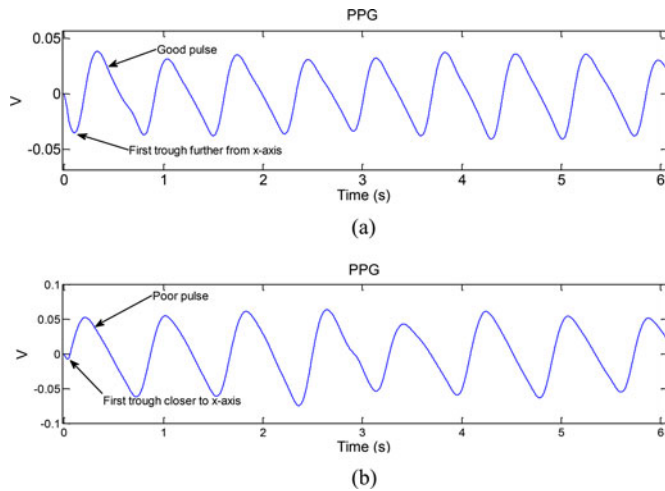 PPG
0.05
Good pulse
V
0
First trough further from x-axis
-0.05
0 1 2 3 4 5 6
Time (s)
(a)
PPG
0.1
Poor pulse
0.05
V
0
-0.05
First trough closer to x-axis
-0.1
0 1 2 3 4 5 6
Time (s)
(b)